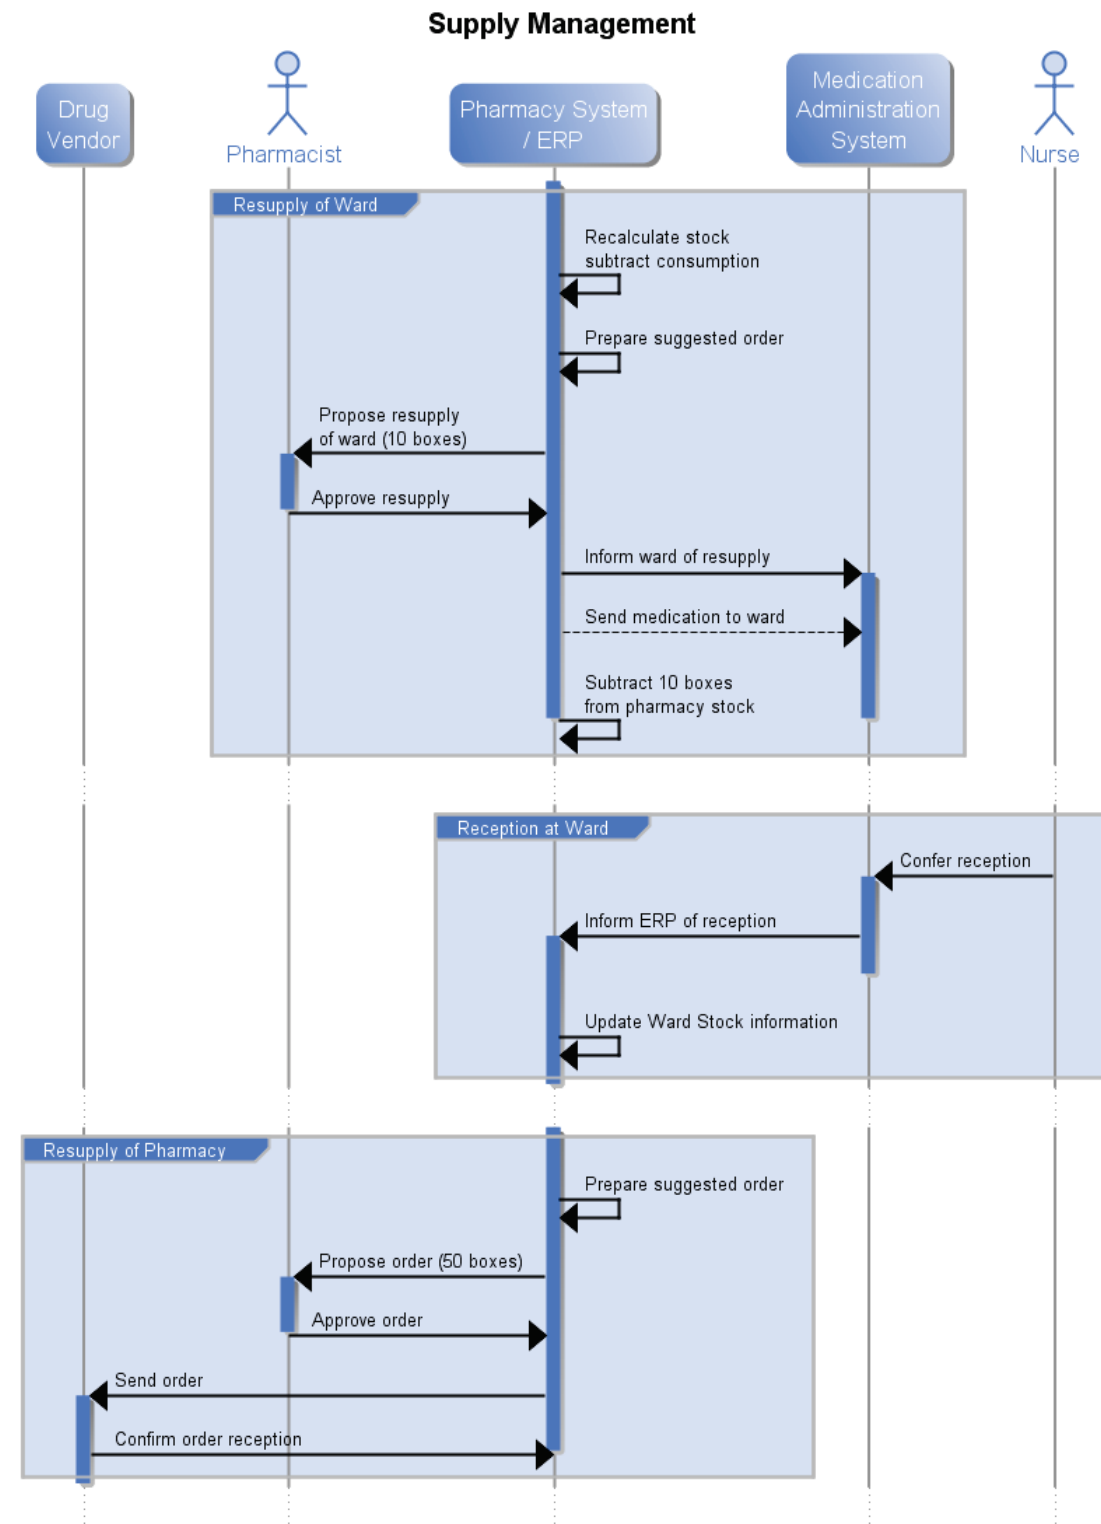 Supply Management
Drug
Vendor
Pharmacist
Pharmacy System
/ ERP
Medication
Administration
System
Nurse
Resupply of Ward
Recalculate stock
subtract consumption
Prepare suggested order
Propose resupply
of ward (10 boxes)
Approve resupply
Inform ward of resupply
Send medication to ward
Subtract 10 boxes
from pharmacy stock
Reception at Ward
Confer reception
Inform ERP of reception
Update Ward Stock information
Resupply of Pharmacy
Prepare suggested order
Propose order (50 boxes)
Approve order
Send order
Confirm order reception